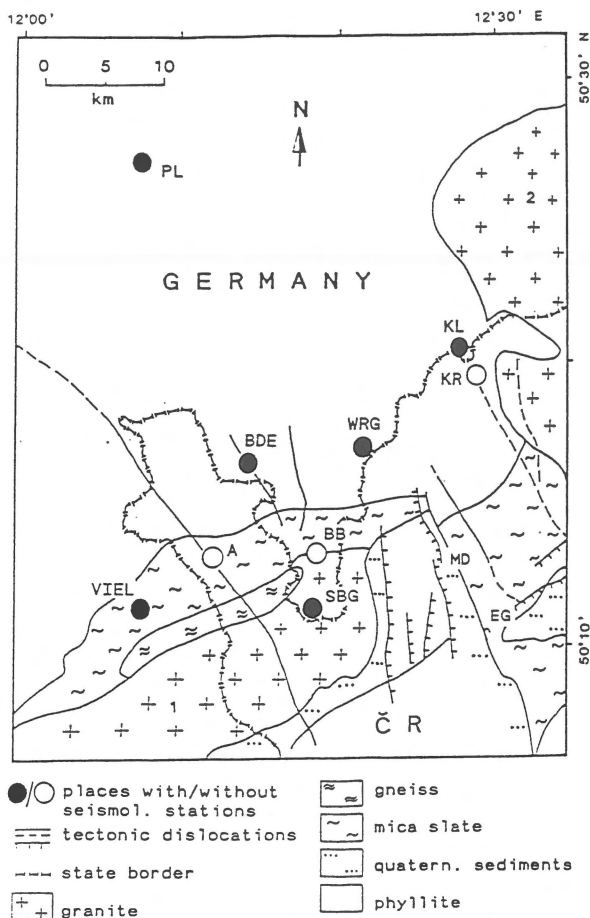 12°00'
12°30' E
50°30' N
0 5 10
km
N
PL
2
GERMANY
KL
KR
WRG
BDE
BB
A
MD
VIEL
SBG
EG
50°10'
1
ČR
places with/without
seismol. stations
tectonic dislocations
state border
granite
gneiss
mica slate
quatern. sediments
phyllite